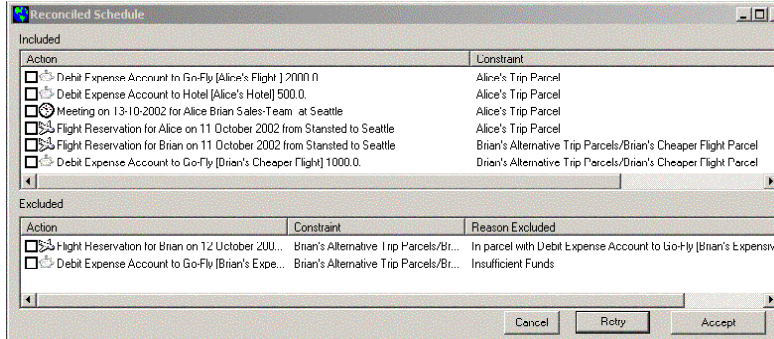 Reconciled Schedule
Included
Action Constraint
Debit Expense Account to Go-Fly [Alice's Flight ] 2000.0. Alice's Trip Parcel
Debit Expense Account to Hotel [Alice's Hotel] 500.0. Alice's Trip Parcel
Meeting on 13-10-2002 for Alice Brian Sales-Team at Seattle Alice's Trip Parcel
Flight Reservation for Alice on 11 October 2002 from Stansted to Seattle Alice's Trip Parcel
Flight Reservation for Brian on 11 October 2002 from Stansted to Seattle Brian's Alternative Trip Parcels/Brian's Cheaper Flight Parcel
Debit Expense Account to Go-Fly [Brian's Cheaper Flight] 1000.0. Brian's Alternative Trip Parcels/Brian's Cheaper Flight Parcel
Excluded
Action Constraint Reason Excluded
Flight Reservation for Brian on 12 October 200... Brian's Alternative Trip Parcels/Br... In parcel with Debit Expense Account to Go-Fly [Brian's Expensiv
Debit Expense Account to Go-Fly [Brian's Expe... Brian's Alternative Trip Parcels/Br... Insufficient Funds
Cancel Retry Accept